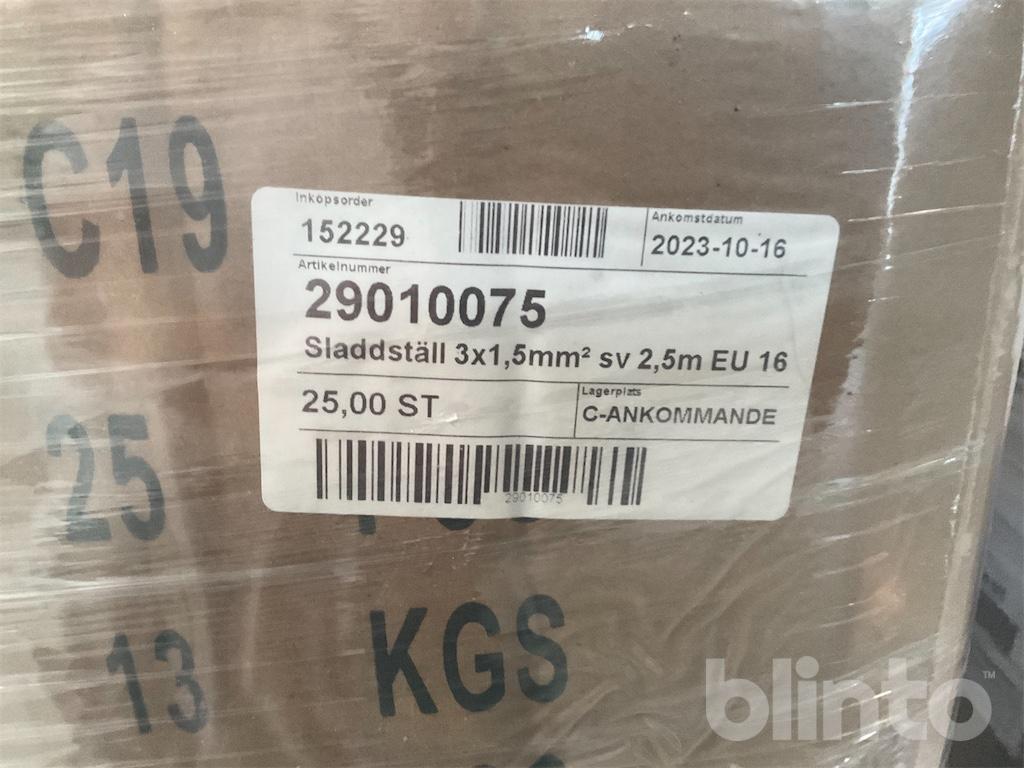 C19
Inköpsorder
152229
Ankomstdatum
2023-10-16
Artikelnummer
29010075
Sladdställ 3x1,5mm² sv 2,5m EU 16
25,00 ST
Lagerplats
C-ANKOMMANDE
29010075
25
13 KGS
blinto™